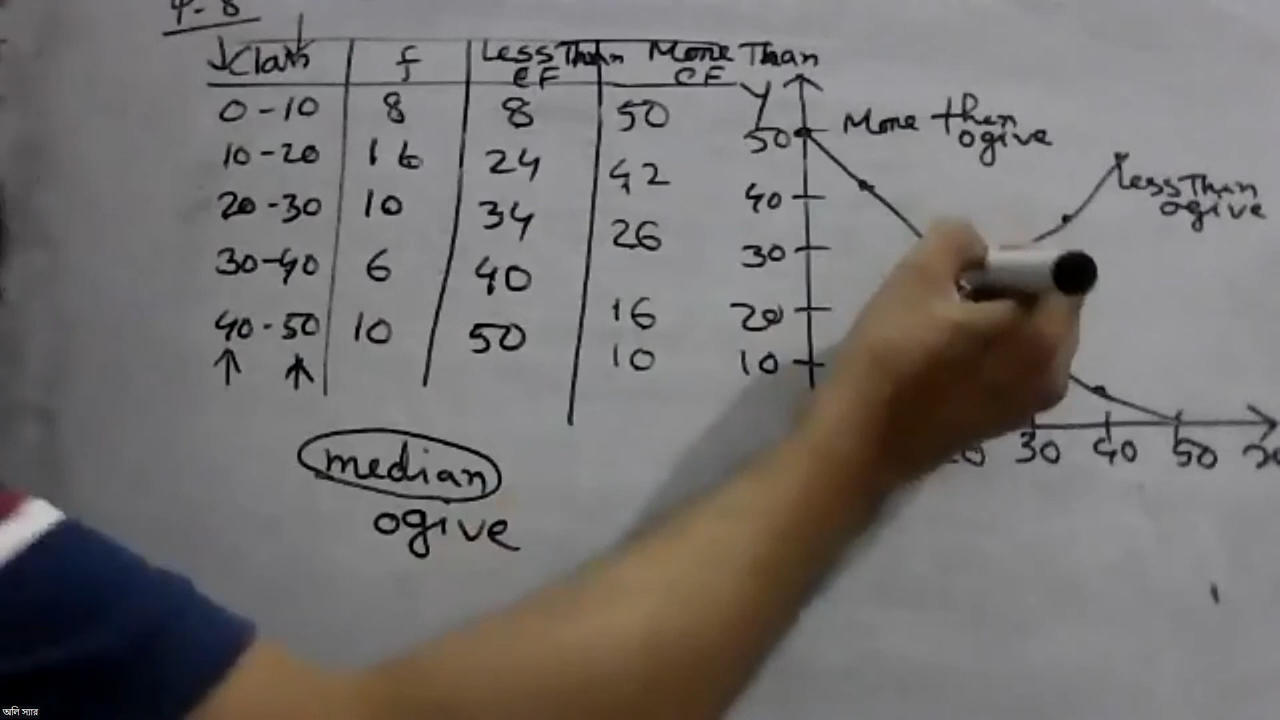 9-8
Class f Less Than CF More Than CF
0-10 8 8 50
10-20 16 24 42
20-30 10 34 26
30-40 6 40 16
40-50 10 50 10
median
ogive
y
More than
ogive
Less Than
ogive
50
40
30
20
10
30 40 50
অলি স্যার